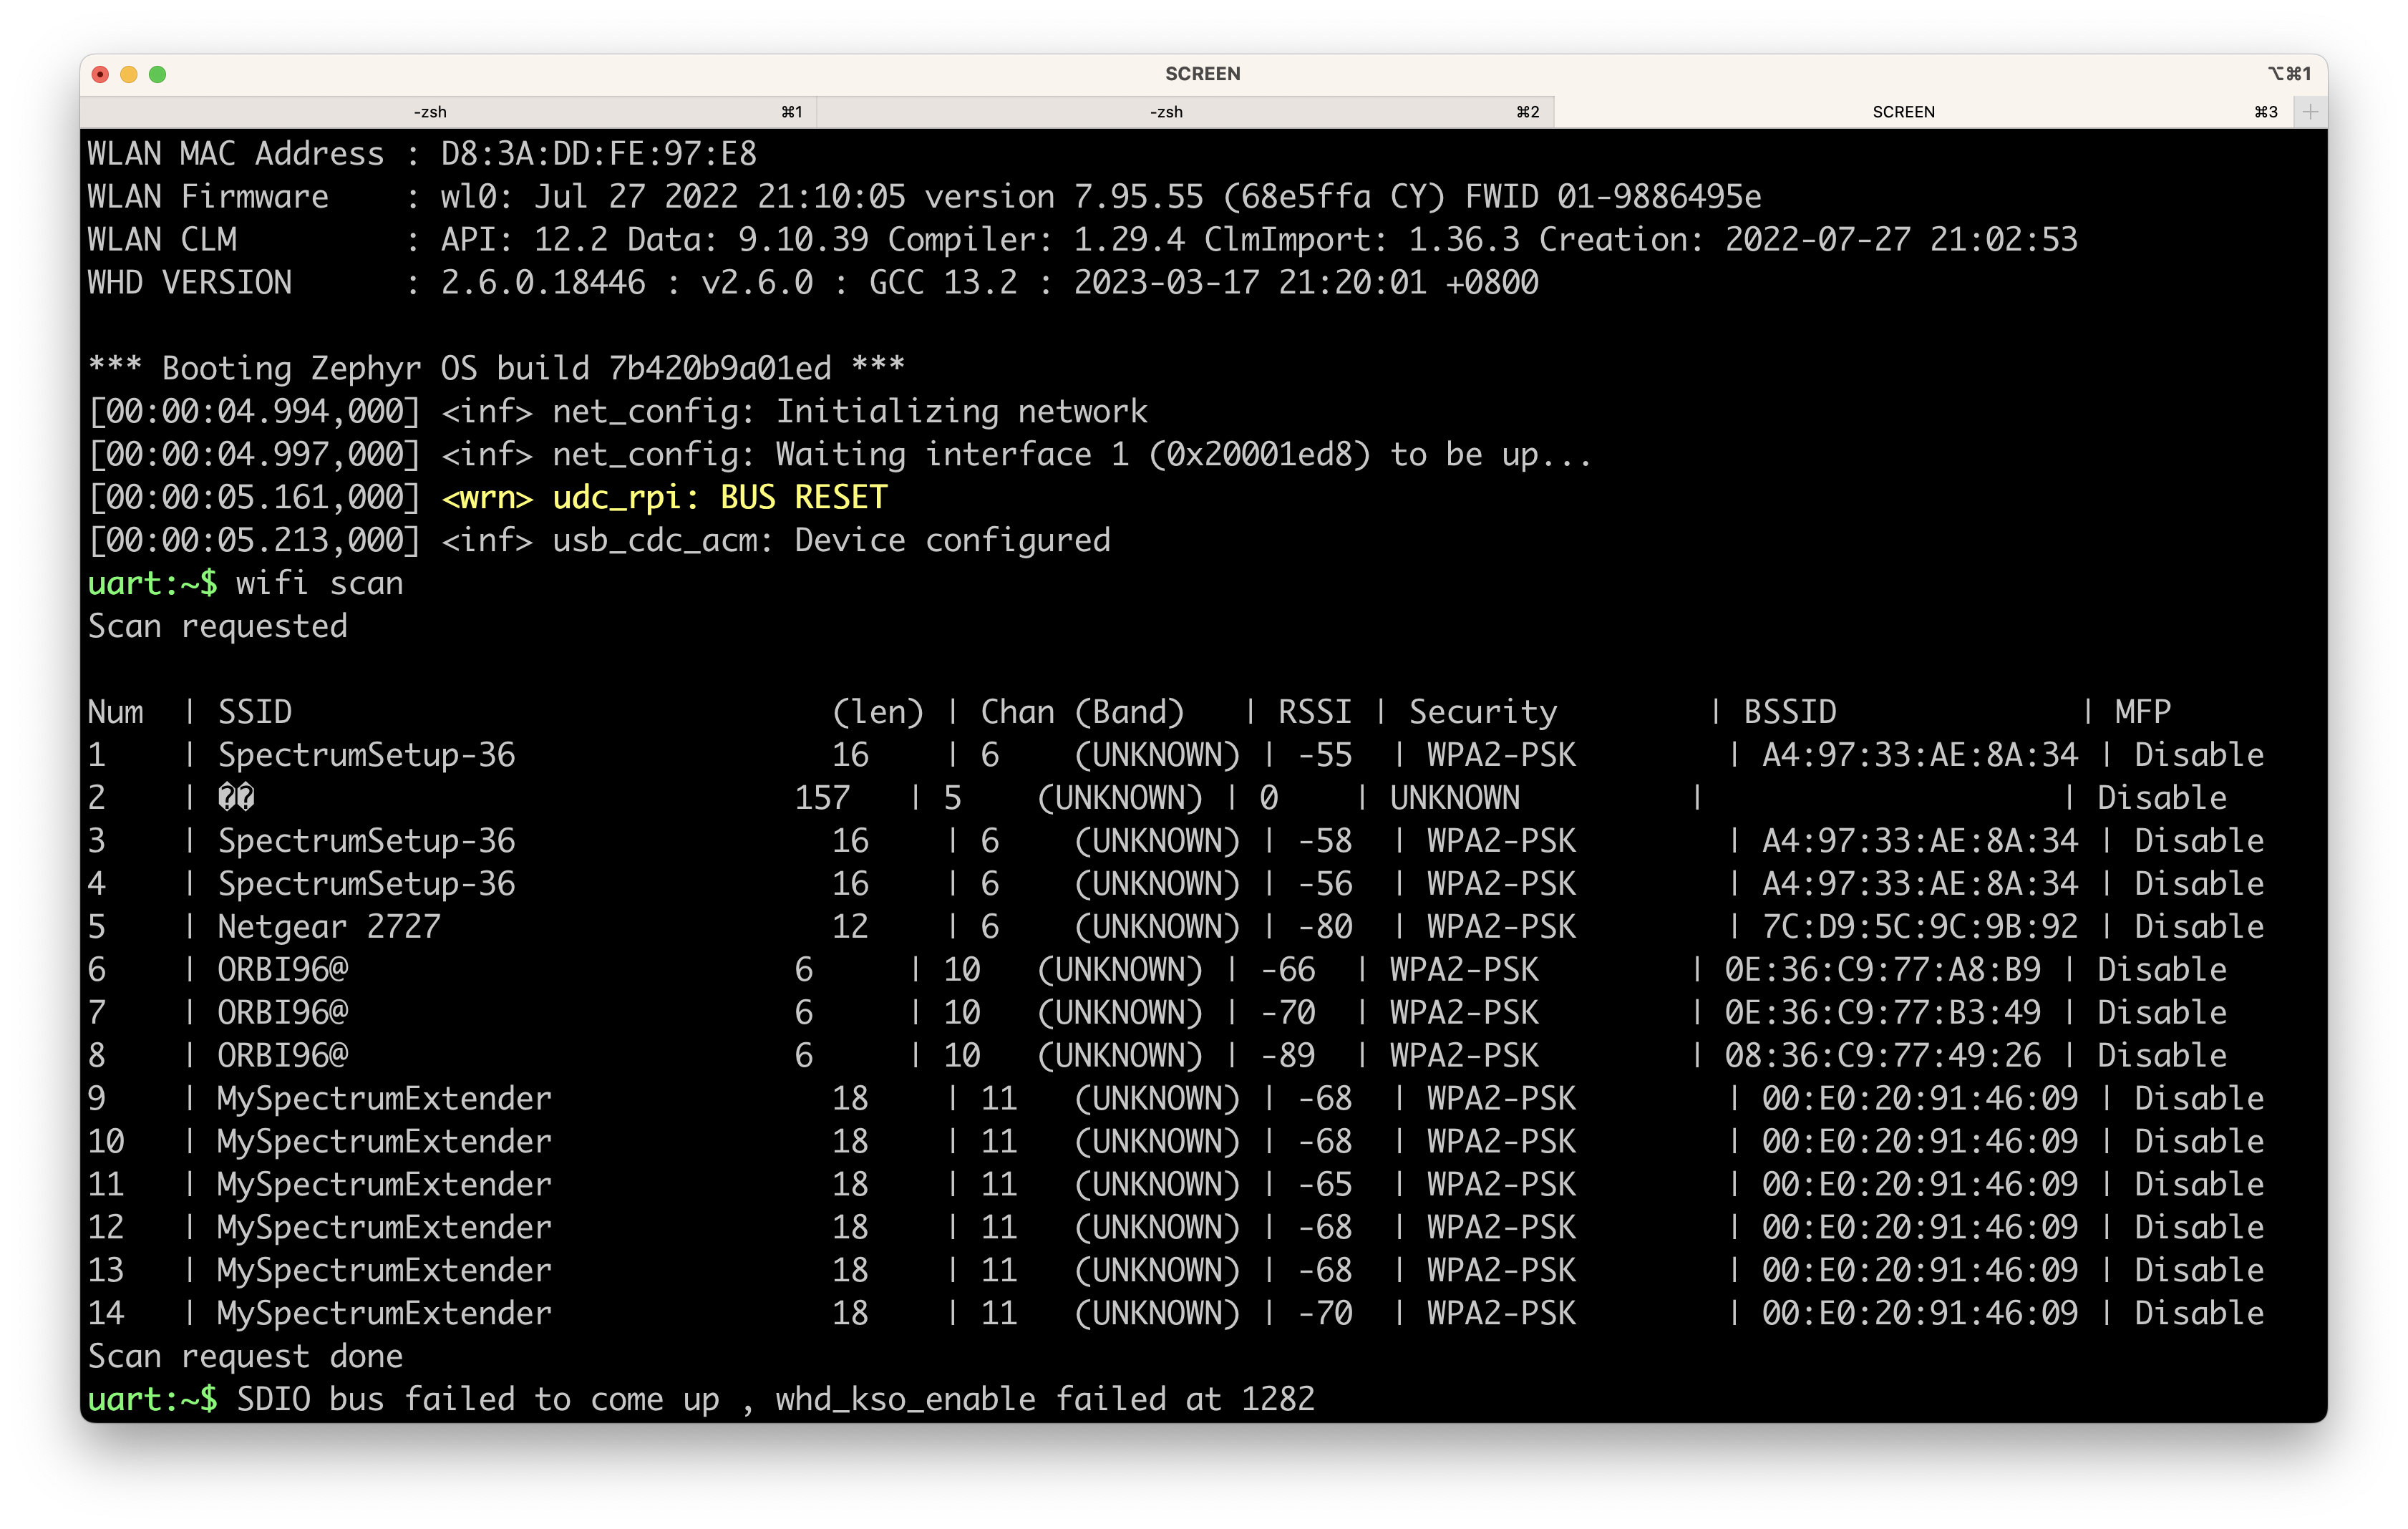 SCREEN ⌥⌘1
-zsh ⌘1 -zsh ⌘2 SCREEN ⌘3
WLAN MAC Address : D8:3A:DD:FE:97:E8
WLAN Firmware    : wl0: Jul 27 2022 21:10:05 version 7.95.55 (68e5ffa CY) FWID 01-9886495e
WLAN CLM         : API: 12.2 Data: 9.10.39 Compiler: 1.29.4 ClmImport: 1.36.3 Creation: 2022-07-27 21:02:53
WHD VERSION      : 2.6.0.18446 : v2.6.0 : GCC 13.2 : 2023-03-17 21:20:01 +0800
*** Booting Zephyr OS build 7b420b9a01ed ***
[00:00:04.994,000] <inf> net_config: Initializing network
[00:00:04.997,000] <inf> net_config: Waiting interface 1 (0x20001ed8) to be up...
[00:00:05.161,000] <wrn> udc_rpi: BUS RESET
[00:00:05.213,000] <inf> usb_cdc_acm: Device configured
uart:~$ wifi scan
Scan requested
Num  | SSID                             (len) | Chan (Band)   | RSSI | Security        | BSSID             | MFP
1    | SpectrumSetup-36                 16    | 6    (UNKNOWN) | -55  | WPA2-PSK        | A4:97:33:AE:8A:34 | Disable
2    | ��                             157   | 5    (UNKNOWN) | 0    | UNKNOWN         |                   | Disable
3    | SpectrumSetup-36                 16    | 6    (UNKNOWN) | -58  | WPA2-PSK        | A4:97:33:AE:8A:34 | Disable
4    | SpectrumSetup-36                 16    | 6    (UNKNOWN) | -56  | WPA2-PSK        | A4:97:33:AE:8A:34 | Disable
5    | Netgear 2727                     12    | 6    (UNKNOWN) | -80  | WPA2-PSK        | 7C:D9:5C:9C:9B:92 | Disable
6    | ORBI96@                        6     | 10   (UNKNOWN) | -66  | WPA2-PSK        | 0E:36:C9:77:A8:B9 | Disable
7    | ORBI96@                        6     | 10   (UNKNOWN) | -70  | WPA2-PSK        | 0E:36:C9:77:B3:49 | Disable
8    | ORBI96@                        6     | 10   (UNKNOWN) | -89  | WPA2-PSK        | 08:36:C9:77:49:26 | Disable
9    | MySpectrumExtender               18    | 11   (UNKNOWN) | -68  | WPA2-PSK        | 00:E0:20:91:46:09 | Disable
10   | MySpectrumExtender               18    | 11   (UNKNOWN) | -68  | WPA2-PSK        | 00:E0:20:91:46:09 | Disable
11   | MySpectrumExtender               18    | 11   (UNKNOWN) | -65  | WPA2-PSK        | 00:E0:20:91:46:09 | Disable
12   | MySpectrumExtender               18    | 11   (UNKNOWN) | -68  | WPA2-PSK        | 00:E0:20:91:46:09 | Disable
13   | MySpectrumExtender               18    | 11   (UNKNOWN) | -68  | WPA2-PSK        | 00:E0:20:91:46:09 | Disable
14   | MySpectrumExtender               18    | 11   (UNKNOWN) | -70  | WPA2-PSK        | 00:E0:20:91:46:09 | Disable
Scan request done
uart:~$ SDIO bus failed to come up , whd_kso_enable failed at 1282